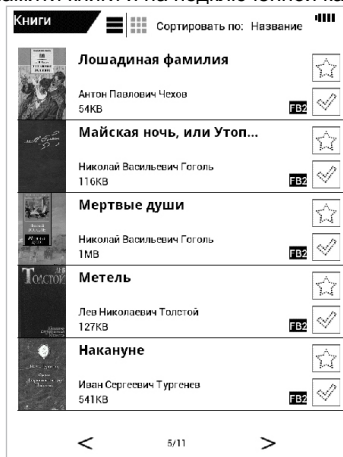 Книги
Сортировать по: Название
Лошадиная фамилия
Антон Павлович Чехов
54KB
FB2
Майская ночь, или Утоп...
Николай Васильевич Гоголь
116KB
FB2
Мертвые души
Николай Васильевич Гоголь
1MB
FB2
Толстой
Метель
Лев Николаевич Толстой
127KB
FB2
Накануне
Иван Сергеевич Тургенев
541KB
FB2
< 5/11 >